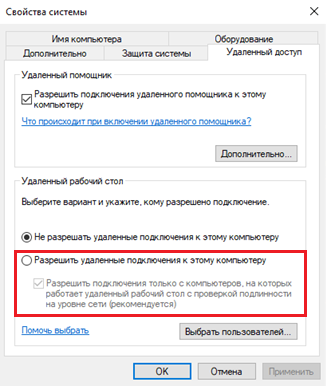 Свойства системы
Имя компьютера
Оборудование
Дополнительно
Защита системы
Удаленный доступ
Удаленный помощник
Разрешить подключения удаленного помощника к этому
компьютеру
Что происходит при включении удаленного помощника?
Дополнительно...
Удаленный рабочий стол
Выберите вариант и укажите, кому разрешено подключение.
Не разрешать удаленные подключения к этому компьютеру
Разрешить удаленные подключения к этому компьютеру
Разрешить подключения только с компьютеров, на которых
работает удаленный рабочий стол с проверкой подлинности
на уровне сети (рекомендуется)
Помочь выбрать
Выбрать пользователей...
ОК
Отмена
Применить